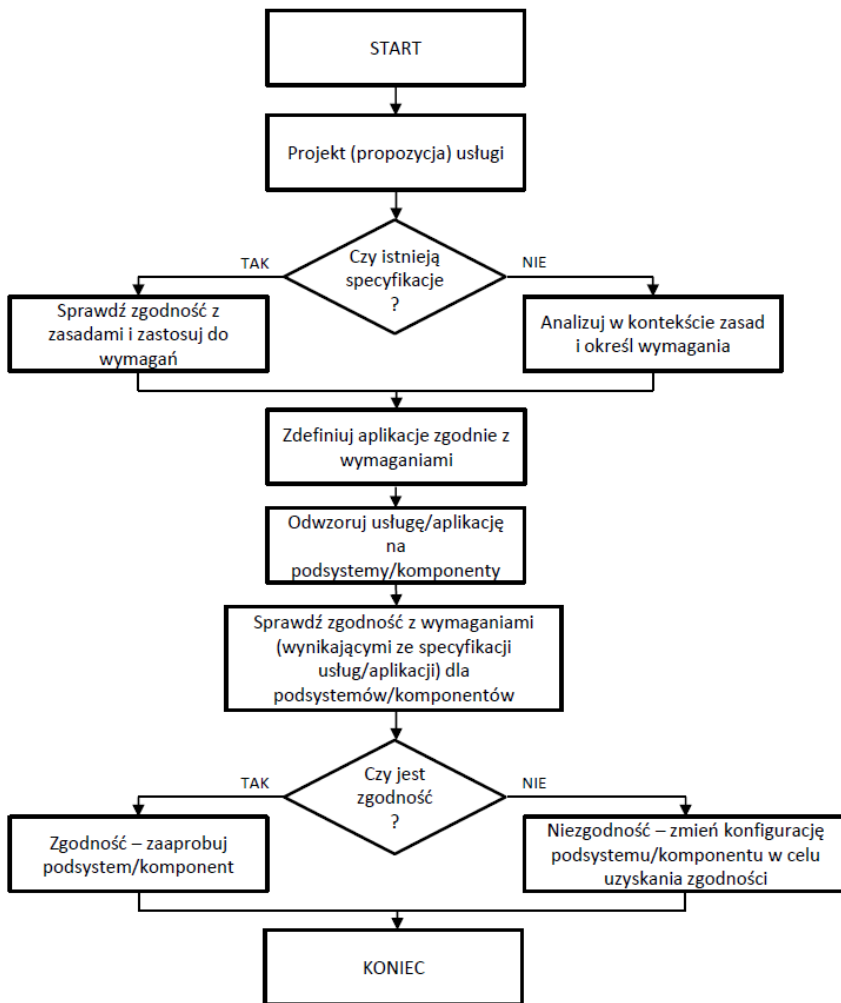 START
Projekt (propozycja) usługi
Czy istnieją
specyfikacje
?
TAK
NIE
Sprawdź zgodność z
zasadami i zastosuj do
wymagań
Analizuj w kontekście zasad
i określ wymagania
Zdefiniuj aplikacje zgodnie z
wymaganiami
Odwzoruj usługę/aplikację
na
podsystemy/komponenty
Sprawdź zgodność z wymaganiami
(wynikającymi ze specyfikacji
usług/aplikacji) dla
podsystemów/komponentów
Czy jest
zgodność
?
TAK
NIE
Zgodność – zaaprobuj
podsystem/komponent
Niezgodność – zmień konfigurację
podsystemu/komponentu w celu
uzyskania zgodności
KONIEC